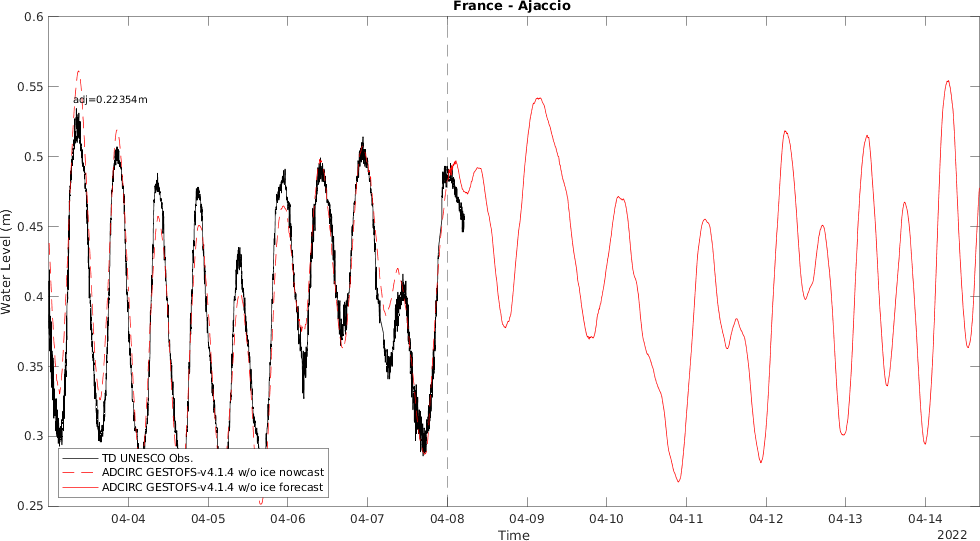 France - Ajaccio
0.6
0.55
0.5
0.45
0.4
0.35
0.3
0.25
Water Level (m)
adj=0.22354m
TD UNESCO Obs.
ADCIRC GESTOFS-v4.1.4 w/o ice nowcast
ADCIRC GESTOFS-v4.1.4 w/o ice forecast
04-04 04-05 04-06 04-07 04-08 04-09 04-10 04-11 04-12 04-13 04-14
Time
2022